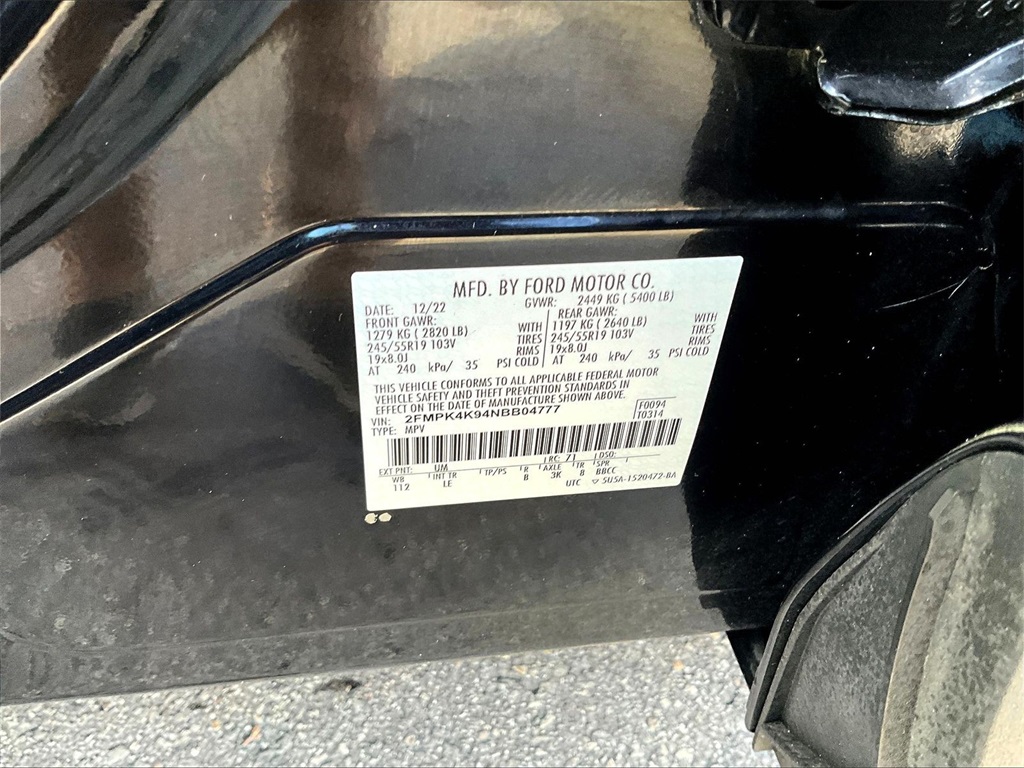 MFD. BY FORD MOTOR CO.
DATE: 12/22 GVWR: 2449 KG ( 5400 LB)
FRONT GAWR: REAR GAWR:
1279 KG ( 2820 LB) WITH 1197 KG ( 2640 LB) WITH
245/55R19 103V TIRES 245/55R19 103V TIRES
19x8.0J RIMS 19x8.0J RIMS
AT 240 kPa/ 35 PSI COLD AT 240 kPa/ 35 PSI COLD
THIS VEHICLE CONFORMS TO ALL APPLICABLE FEDERAL MOTOR
VEHICLE SAFETY AND THEFT PREVENTION STANDARDS IN
EFFECT ON THE DATE OF MANUFACTURE SHOWN ABOVE.
VIN: 2FMPK4K94NBB04777 F0094
TYPE: MPV T0314
EXT PNT: UM RC: 71 DSO:
WB INT TR TP/PS R AXLE TR SPR
112 LE B 3K 8 BBCC
UTC 5U5A-1520472-BA